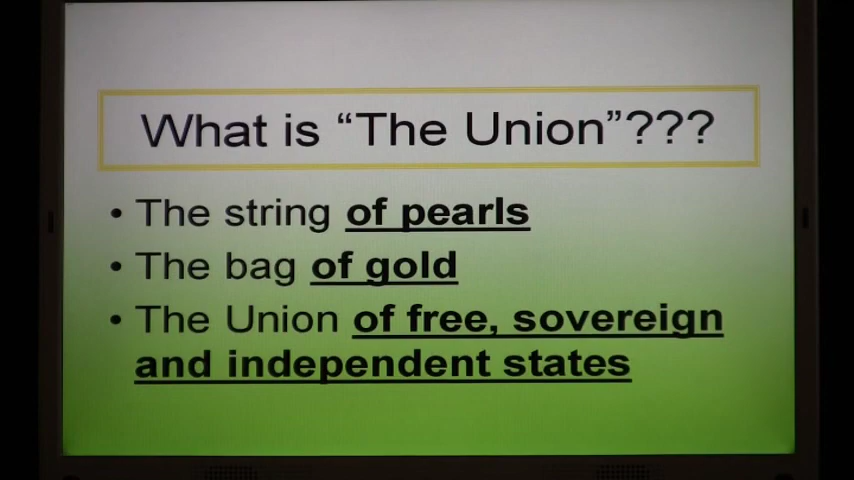 What is “The Union”???
• The string of pearls
• The bag of gold
• The Union of free, sovereign
and independent states